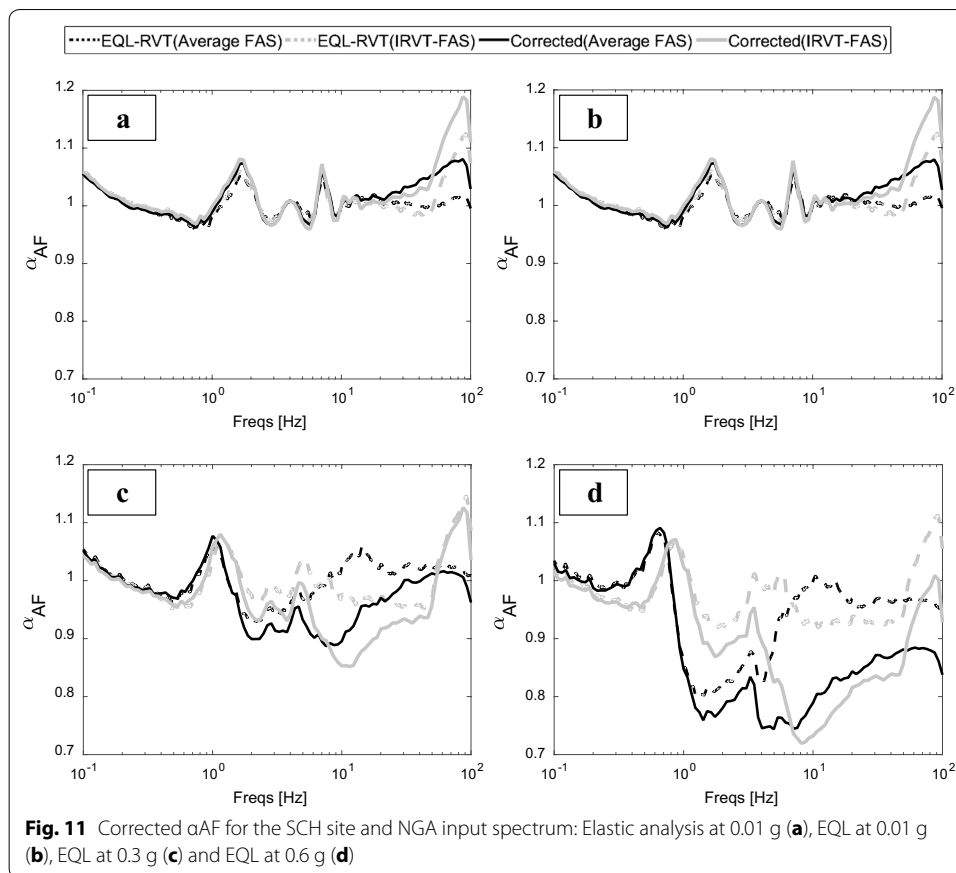 EQL-RVT(Average FAS) EQL-RVT(IRVT-FAS) Corrected(Average FAS) Corrected(IRVT-FAS)
1.2
1.1
1
0.9
0.8
0.7
αAF
a
10-1 100 101 102
Freqs [Hz]
1.2
1.1
1
0.9
0.8
0.7
αAF
b
10-1 100 101 102
Freqs [Hz]
1.2
1.1
1
0.9
0.8
0.7
αAF
c
10-1 100 101 102
Freqs [Hz]
1.2
1.1
1
0.9
0.8
0.7
αAF
d
10-1 100 101 102
Freqs [Hz]
Fig. 11 Corrected αAF for the SCH site and NGA input spectrum: Elastic analysis at 0.01 g (a), EQL at 0.01 g
(b), EQL at 0.3 g (c) and EQL at 0.6 g (d)